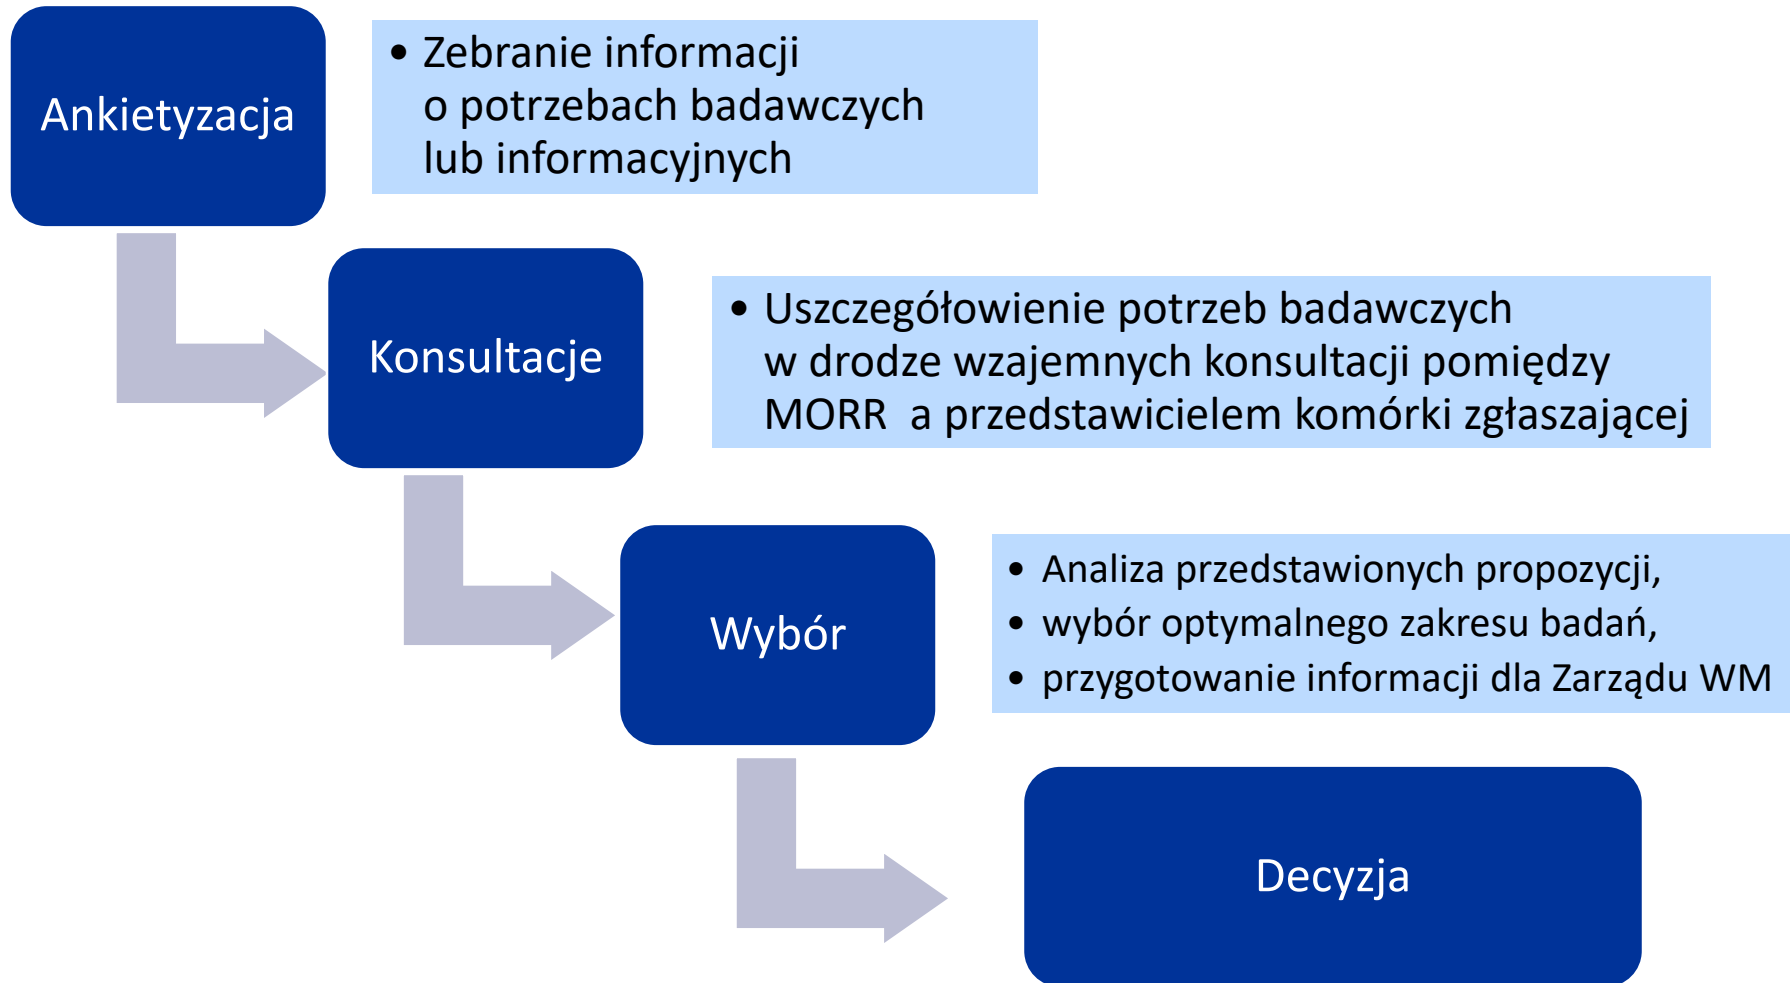 Ankietyzacja
• Zebranie informacji
o potrzebach badawczych
lub informacyjnych
Konsultacje
• Uszczegółowienie potrzeb badawczych
w drodze wzajemnych konsultacji pomiędzy
MORR  a przedstawicielem komórki zgłaszającej
Wybór
• Analiza przedstawionych propozycji,
• wybór optymalnego zakresu badań,
• przygotowanie informacji dla Zarządu WM
Decyzja